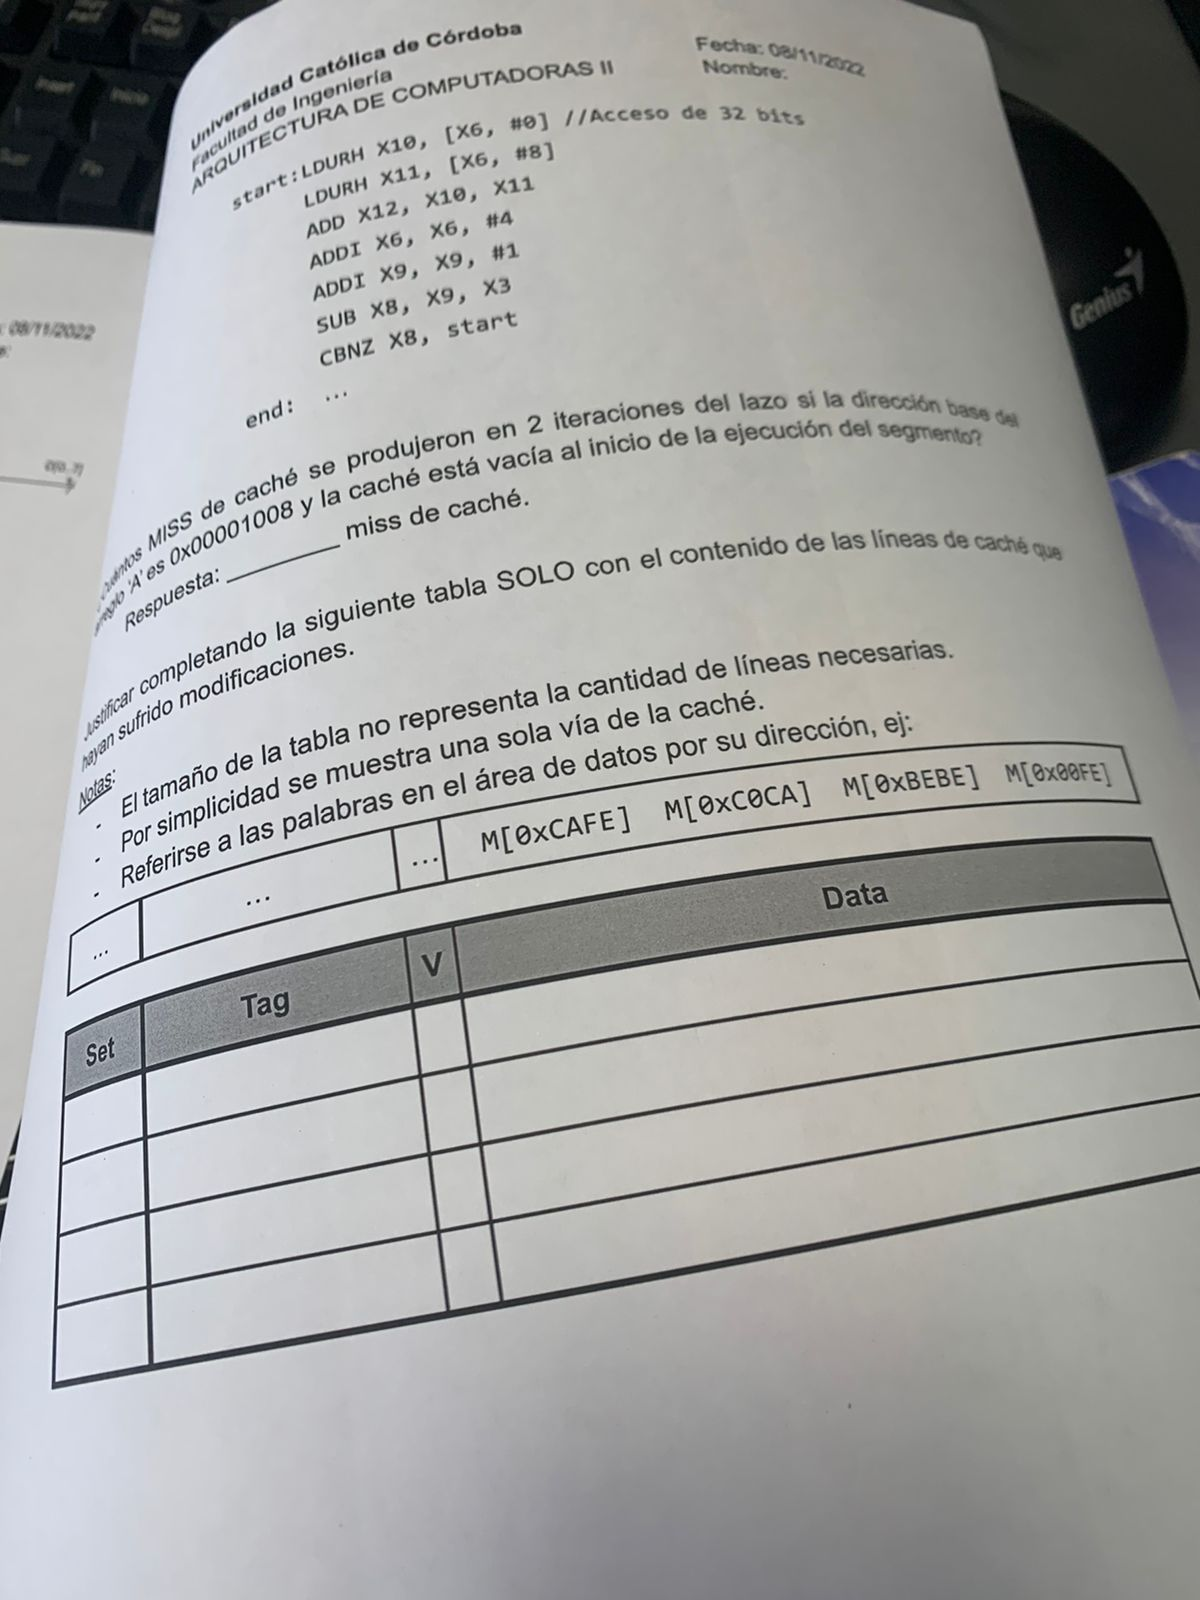 Universidad Católica de Córdoba
Facultad de Ingeniería
ARQUITECTURA DE COMPUTADORAS II
Fecha: 08/11/2022
Nombre:
start:LDURH X10, [X6, #0] //Acceso de 32 bits
LDURH X11, [X6, #8]
ADD X12, X10, X11
ADDI X6, X6, #4
ADDI X9, X9, #1
SUB X8, X9, X3
CBNZ X8, start
end: ...
¿Cuántos MISS de caché se produjeron en 2 iteraciones del lazo si la dirección base del
arreglo 'A' es 0x00001008 y la caché está vacía al inicio de la ejecución del segmento?
Respuesta: ________ miss de caché.
Justificar completando la siguiente tabla SOLO con el contenido de las líneas de caché que
hayan sufrido modificaciones.
Notas:
- El tamaño de la tabla no representa la cantidad de líneas necesarias.
- Por simplicidad se muestra una sola vía de la caché.
- Referirse a las palabras en el área de datos por su dirección, ej:
... ... ... M[0xCAFE] M[0xC0CA] M[0xBEBE] M[0x00FE]
Set Tag V Data
08/11/2022
Genius